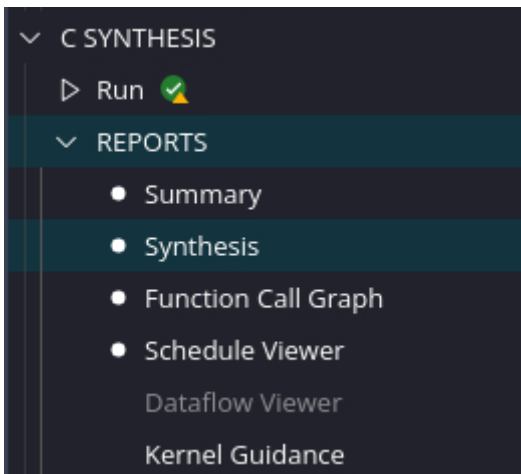 C SYNTHESIS
Run
REPORTS
Summary
Synthesis
Function Call Graph
Schedule Viewer
Dataflow Viewer
Kernel Guidance